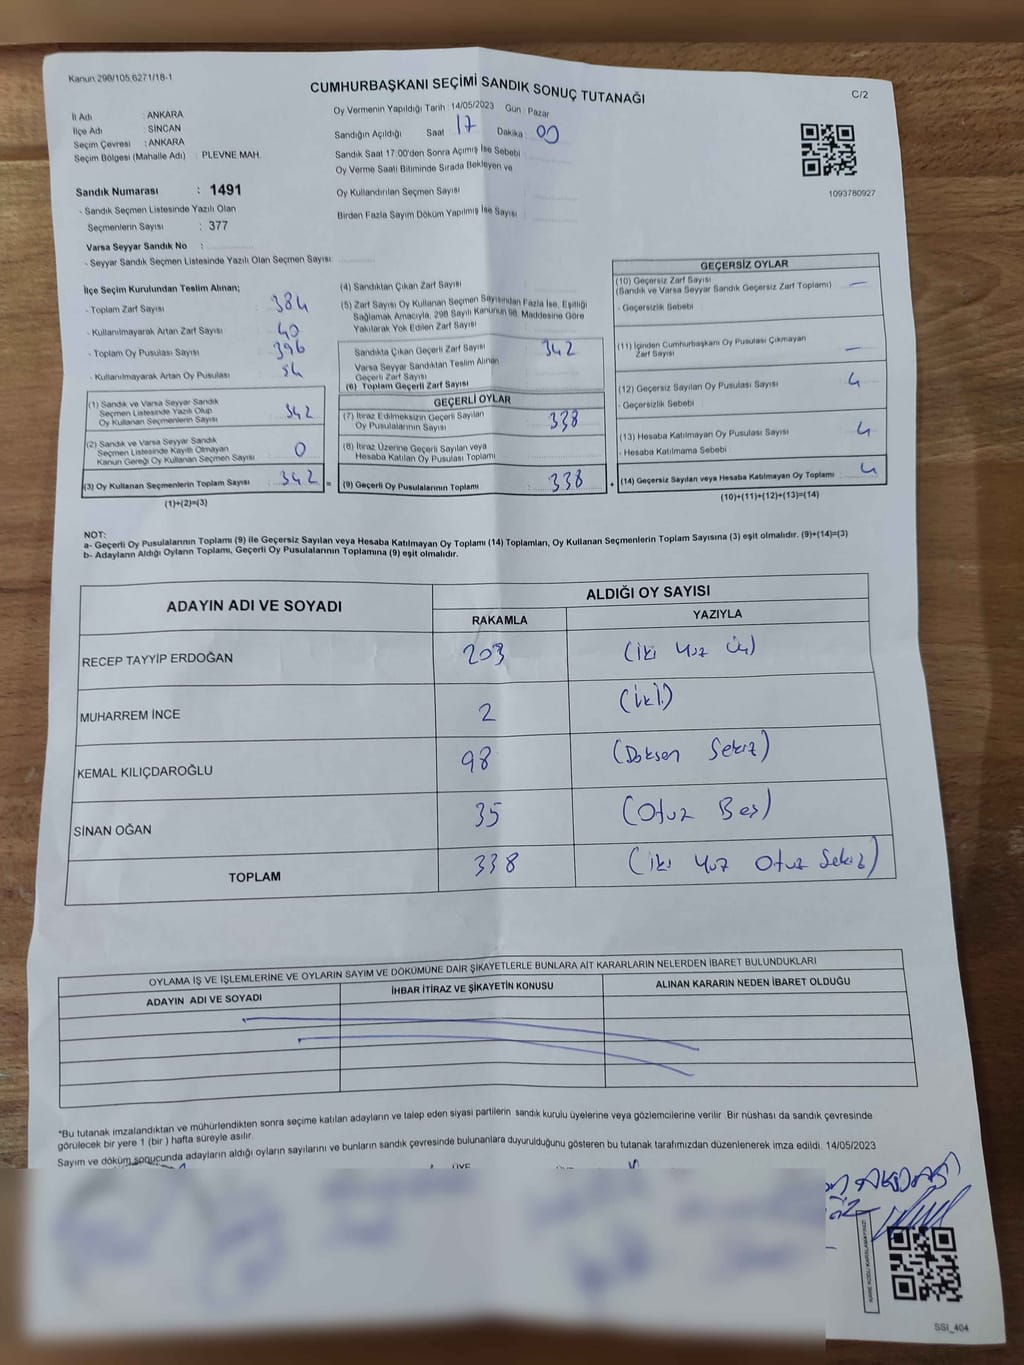 Kanun:298/105,6271/18-1
CUMHURBAŞKANI SEÇİMİ SANDIK SONUÇ TUTANAĞI
C/2
İl Adı : ANKARA
İlçe Adı : SİNCAN
Seçim Çevresi : ANKARA
Seçim Bölgesi (Mahalle Adı) : PLEVNE MAH.
Oy Vermenin Yapıldığı Tarih : 14/05/2023 Gün : Pazar
Sandığın Açıldığı Saat 17 Dakika : 00
Sandık Saat 17:00'den Sonra Açımış İse Sebebi
Oy Verme Saati Bitiminde Sırada Bekleyen ve
Oy Kullandırılan Seçmen Sayısı
Birden Fazla Sayım Döküm Yapılmış İse Sayısı
1093780927
Sandık Numarası : 1491
- Sandık Seçmen Listesinde Yazılı Olan
Seçmenlerin Sayısı : 377
Varsa Seyyar Sandık No :
- Seyyar Sandık Seçmen Listesinde Yazılı Olan Seçmen Sayısı:
İlçe Seçim Kurulundan Teslim Alınan;
- Toplam Zarf Sayısı : 384
- Kullanılmayarak Artan Zarf Sayısı : 40
- Toplam Oy Pusulası Sayısı : 396
- Kullanılmayarak Artan Oy Pusulası : 54
(1) Sandık ve Varsa Seyyar Sandık
Seçmen Listesinde Yazılı Olup
Oy Kullanan Seçmenlerin Sayısı : 342
(2) Sandık ve Varsa Seyyar Sandık
Seçmen Listesinde Kayıtlı Olmayan
Kanun Gereği Oy Kullanan Seçmen Sayısı : 0
(3) Oy Kullanan Seçmenlerin Toplam Sayısı : 342 =
(1)+(2)=(3)
(4) Sandıktan Çıkan Zarf Sayısı
(5) Zarf Sayısı Oy Kullanan Seçmen Sayısından Fazla İse, Eşitliği
Sağlamak Amacıyla, 298 Sayılı Kanunun 98. Maddesine Göre
Yakılarak Yok Edilen Zarf Sayısı
Sandıkta Çıkan Geçerli Zarf Sayısı : 342
Varsa Seyyar Sandıktan Teslim Alınan
Geçerli Zarf Sayısı
(6) Toplam Geçerli Zarf Sayısı
GEÇERLİ OYLAR
(7) İtiraz Edilmeksizin Geçerli Sayılan
Oy Pusulalarının Sayısı : 338
(8) İtiraz Üzerine Geçerli Sayılan veya
Hesaba Katılan Oy Pusulası Toplamı
(9) Geçerli Oy Pusulalarının Toplamı : 338 +
GEÇERSİZ OYLAR
(10) Geçersiz Zarf Sayısı
(Sandık ve Varsa Seyyar Sandık Geçersiz Zarf Toplamı) : —
- Geçersizlik Sebebi
(11) İçinden Cumhurbaşkanı Oy Pusulası Çıkmayan
Zarf Sayısı : —
(12) Geçersiz Sayılan Oy Pusulası Sayısı : 4
- Geçersizlik Sebebi
(13) Hesaba Katılmayan Oy Pusulası Sayısı : 4
- Hesaba Katılmama Sebebi
(14) Geçersiz Sayılan veya Hesaba Katılmayan Oy Toplamı : 4
(10)+(11)+(12)+(13)=(14)
NOT:
a- Geçerli Oy Pusulalarının Toplamı (9) ile Geçersiz Sayılan veya Hesaba Katılmayan Oy Toplamı (14) Toplamları, Oy Kullanan Seçmenlerin Toplam Sayısına (3) eşit olmalıdır. (9)+(14)=(3)
b- Adayların Aldığı Oyların Toplamı, Geçerli Oy Pusulalarının Toplamına (9) eşit olmalıdır.
ADAYIN ADI VE SOYADI
ALDIĞI OY SAYISI
RAKAMLA YAZIYLA
RECEP TAYYİP ERDOĞAN 203 (İki Yüz Üç)
MUHARREM İNCE 2 (İki)
KEMAL KILIÇDAROĞLU 98 (Doksan Sekiz)
SİNAN OĞAN 35 (Otuz Beş)
TOPLAM 338 (iki Yüz Otuz Sekiz)
OYLAMA İŞ VE İŞLEMLERİNE VE OYLARIN SAYIM VE DÖKÜMÜNE DAİR ŞİKAYETLERLE BUNLARA AİT KARARLARIN NELERDEN İBARET BULUNDUKLARI
ADAYIN ADI VE SOYADI İHBAR İTİRAZ VE ŞİKAYETİN KONUSU ALINAN KARARIN NEDEN İBARET OLDUĞU
*Bu tutanak imzalandıktan ve mühürlendikten sonra seçime katılan adayların ve talep eden siyasi partilerin sandık kurulu üyelerine veya gözlemcilerine verilir .Bir nüshası da sandık çevresinde
görülecek bir yere 1 (bir ) hafta süreyle asılır.
Sayım ve döküm sonucunda adayların aldığı oyların sayılarını ve bunların sandık çevresinde bulunanlara duyurulduğunu gösteren bu tutanak tarafımızdan düzenlenerek imza edildi. 14/05/2023
ÜYE
KARE KODU KARALAMAYINIZ!
SSI_404